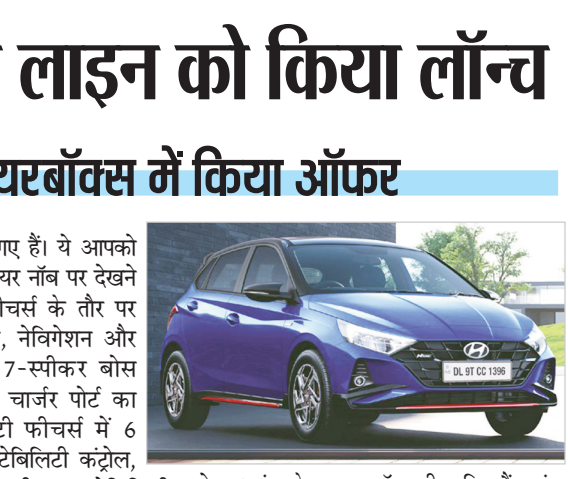 लाइन को किया लॉन्च
यरबॉक्स में किया ऑफर
गए हैं। ये आपको
यर नॉब पर देखने
ीचर्स के तौर पर
, नेविगेशन और
7-स्पीकर बोस
चार्जर पोर्ट का
टी फीचर्स में 6
टेबिलिटी कंट्रोल,
DL 9T CC 1396